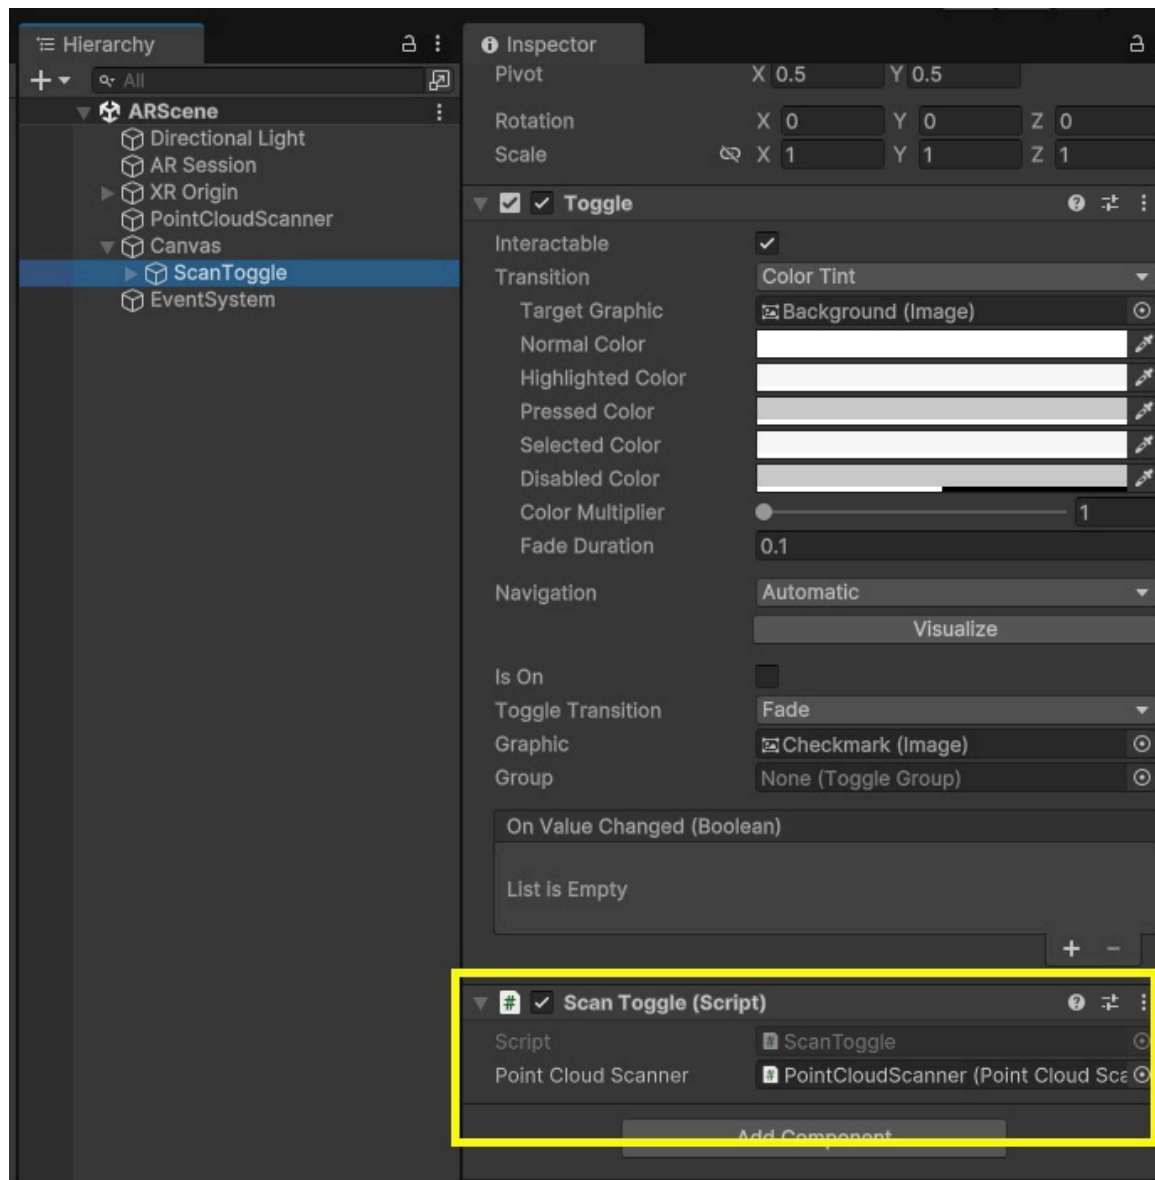 Hierarchy
All
ARScene
Directional Light
AR Session
XR Origin
PointCloudScanner
Canvas
ScanToggle
EventSystem
Inspector
Pivot X 0.5 Y 0.5
Rotation X 0 Y 0 Z 0
Scale X 1 Y 1 Z 1
Toggle
Interactable
Transition Color Tint
Target Graphic Background (Image)
Normal Color
Highlighted Color
Pressed Color
Selected Color
Disabled Color
Color Multiplier 1
Fade Duration 0.1
Navigation Automatic
Visualize
Is On
Toggle Transition Fade
Graphic Checkmark (Image)
Group None (Toggle Group)
On Value Changed (Boolean)
List is Empty
Scan Toggle (Script)
Script ScanToggle
Point Cloud Scanner PointCloudScanner (Point Cloud Sca
Add Component